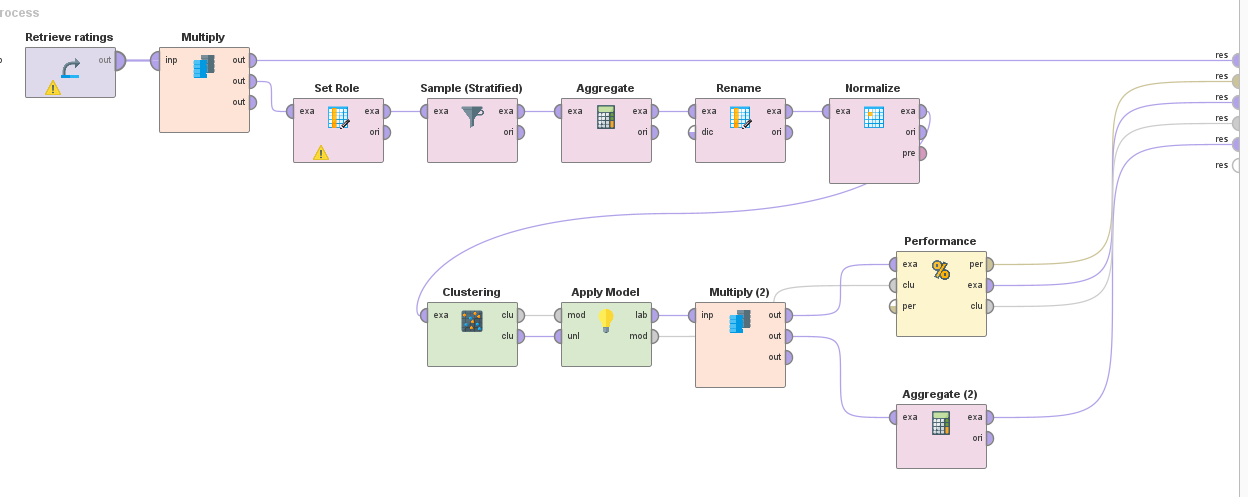 rocess
Retrieve ratings
out
Multiply
inp out
out
out
Set Role
exa exa
ori
Sample (Stratified)
exa exa
ori
Aggregate
exa exa
ori
Rename
exa exa
dic ori
Normalize
exa exa
ori
pre
res
res
res
res
res
res
Clustering
exa clu
clu
Apply Model
mod lab
unl mod
Multiply (2)
inp out
out
out
Performance
exa per
clu exa
per clu
Aggregate (2)
exa exa
ori